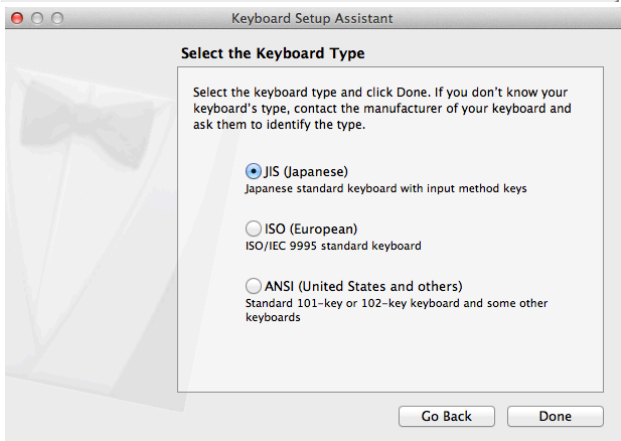 Keyboard Setup Assistant
Select the Keyboard Type
Select the keyboard type and click Done. If you don't know your
keyboard's type, contact the manufacturer of your keyboard and
ask them to identify the type.
JIS (Japanese)
Japanese standard keyboard with input method keys
ISO (European)
ISO/IEC 9995 standard keyboard
ANSI (United States and others)
Standard 101-key or 102-key keyboard and some other
keyboards
Go Back
Done